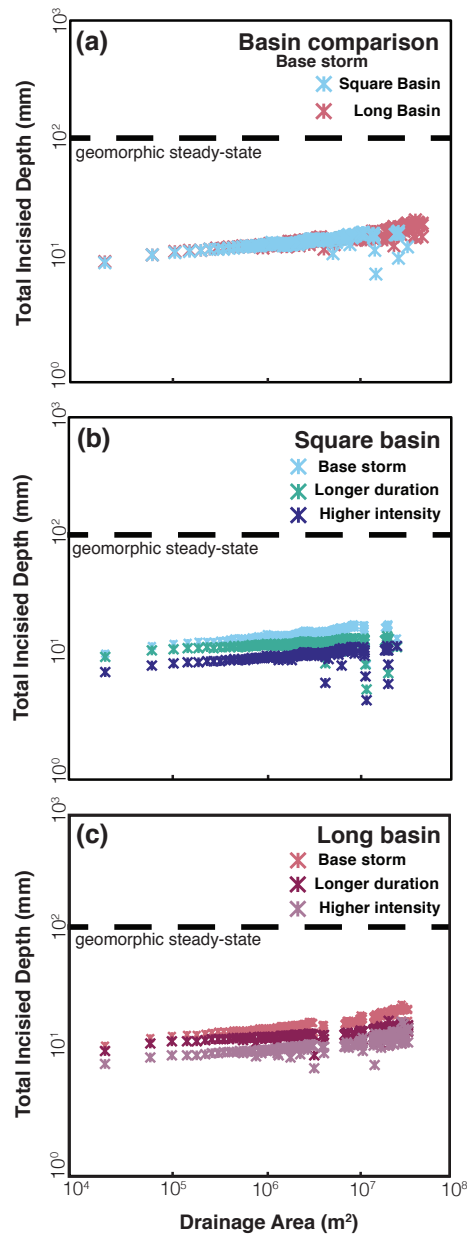 (a)
Basin comparison
Base storm
Square Basin
Long Basin
geomorphic steady-state
Total Incisied Depth (mm)
10³
10²
10¹
10⁰
(b)
Square basin
Base storm
Longer duration
Higher intensity
geomorphic steady-state
Total Incisied Depth (mm)
10³
10²
10¹
10⁰
(c)
Long basin
Base storm
Longer duration
Higher intensity
geomorphic steady-state
Total Incisied Depth (mm)
10³
10²
10¹
10⁰
10⁴ 10⁵ 10⁶ 10⁷ 10⁸
Drainage Area (m²)